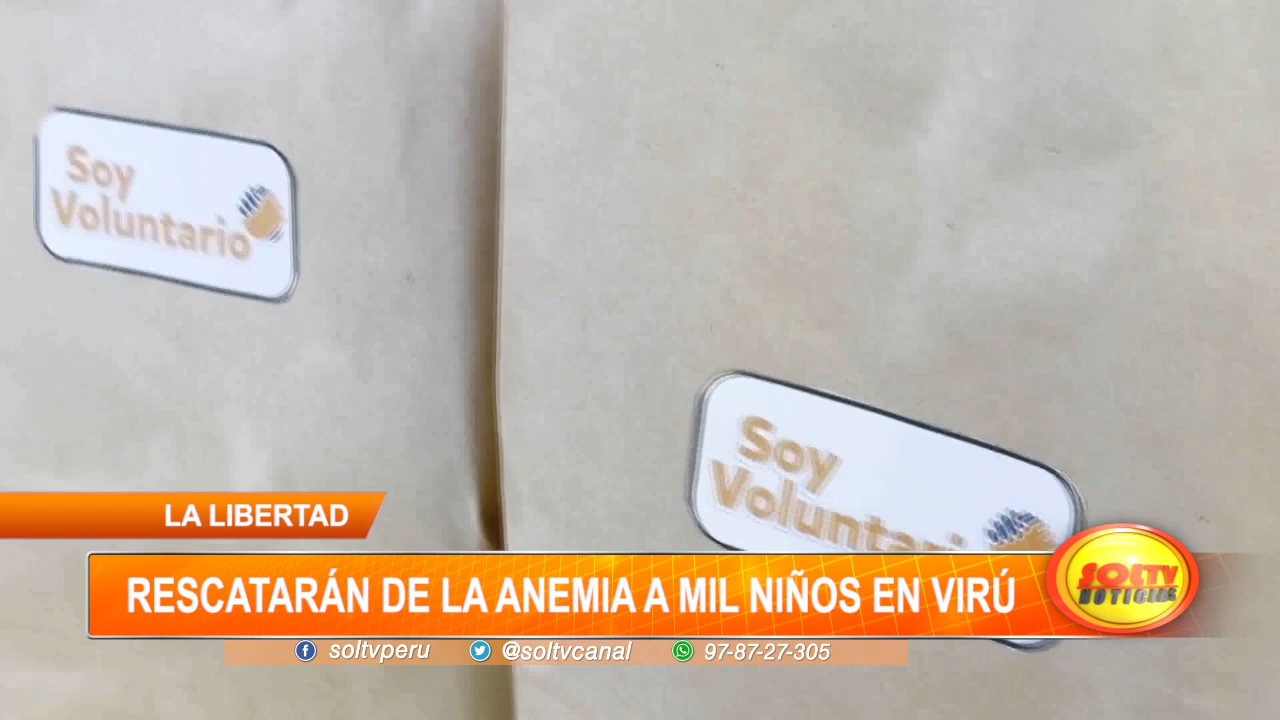 Soy
Voluntario
Soy
Voluntari
LA LIBERTAD
RESCATARÁN DE LA ANEMIA A MIL NIÑOS EN VIRÚ
SOLTV
NOTICIAS
soltvperu @soltvcanal 97-87-27-305